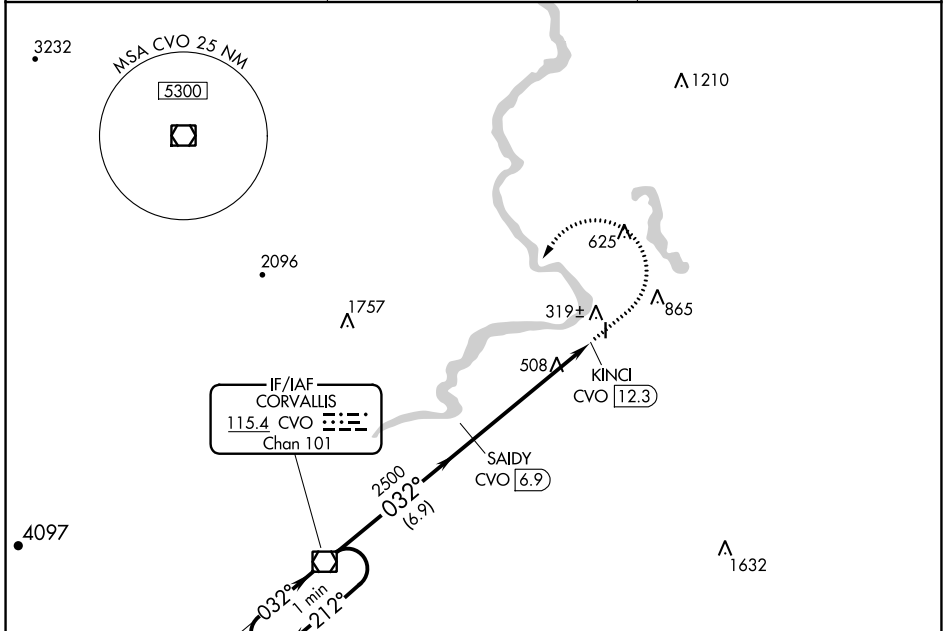 3232
MSA CVO 25 NM
5300
1210
2096
625
1757
319±
865
508
KINCI
CVO 12.3
IF/IAF
CORVALLIS
115.4 CVO
Chan 101
SAIDY
CVO 6.9
2500
032°
(6.9)
4097
1632
032°
1 min
212°